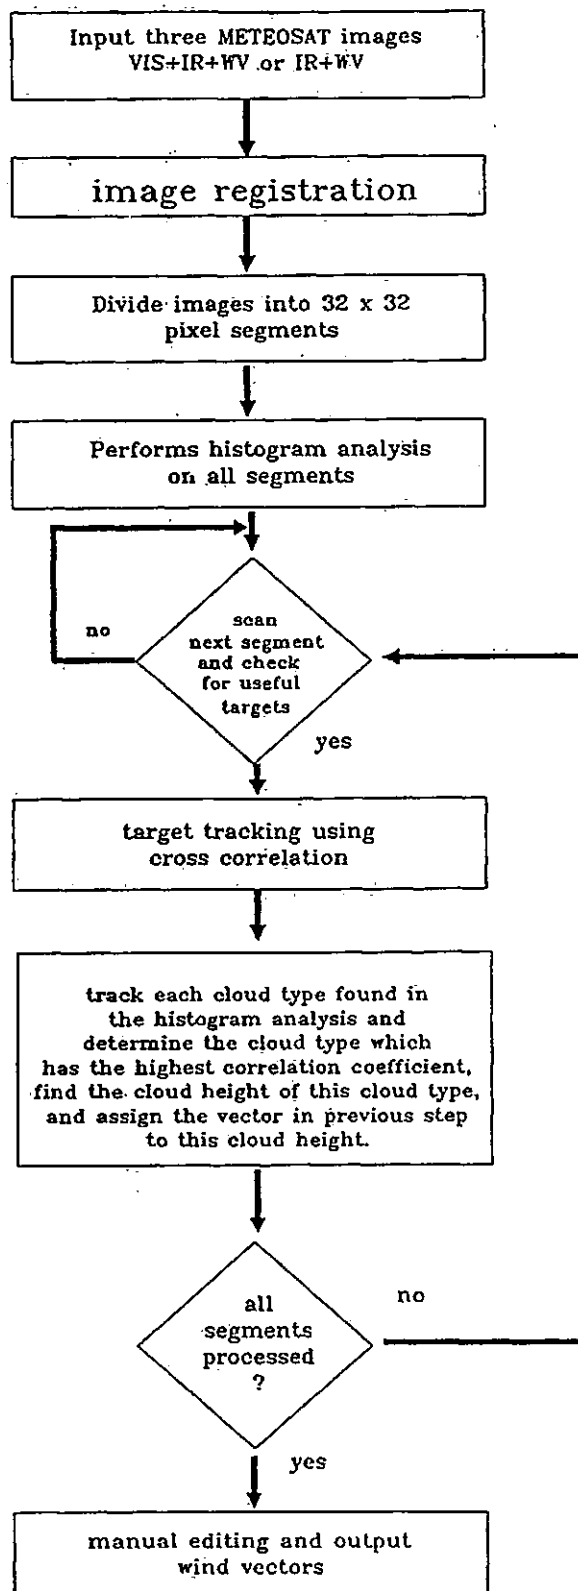 Input three METEOSAT images
VIS+IR+WV or IR+WV
image registration
Divide images into 32 x 32
pixel segments
Performs histogram analysis
on all segments
no
scan
next segment
and check
for useful
targets
yes
target tracking using
cross correlation
track each cloud type found in
the histogram analysis and
determine the cloud type which
has the highest correlation coefficient,
find the cloud height of this cloud type,
and assign the vector in previous step
to this cloud height.
no
all
segments
processed
?
yes
manual editing and output
wind vectors